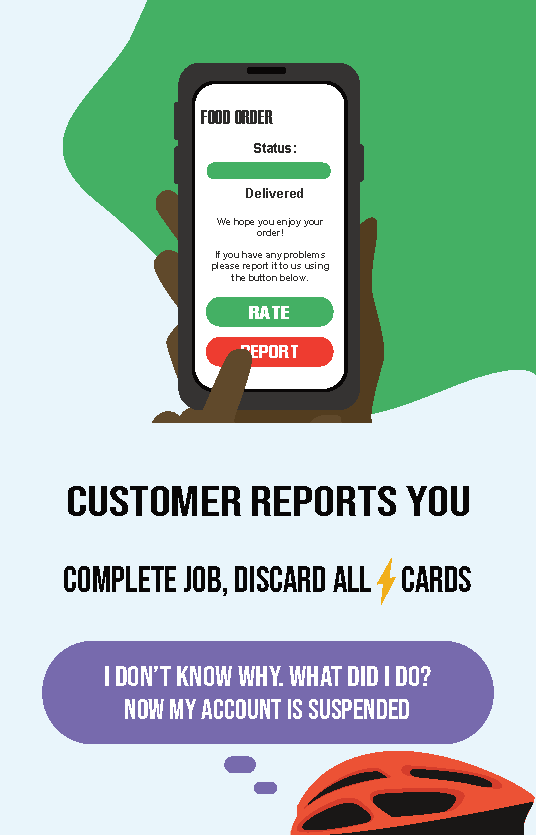 FOOD ORDER
Status:
Delivered
We hope you enjoy your
order!
If you have any problems
please report it to us using
the button below.
RATE
REPORT
CUSTOMER REPORTS YOU
COMPLETE JOB, DISCARD ALL⚡CARDS
I DON'T KNOW WHY. WHAT DID I DO?
NOW MY ACCOUNT IS SUSPENDED